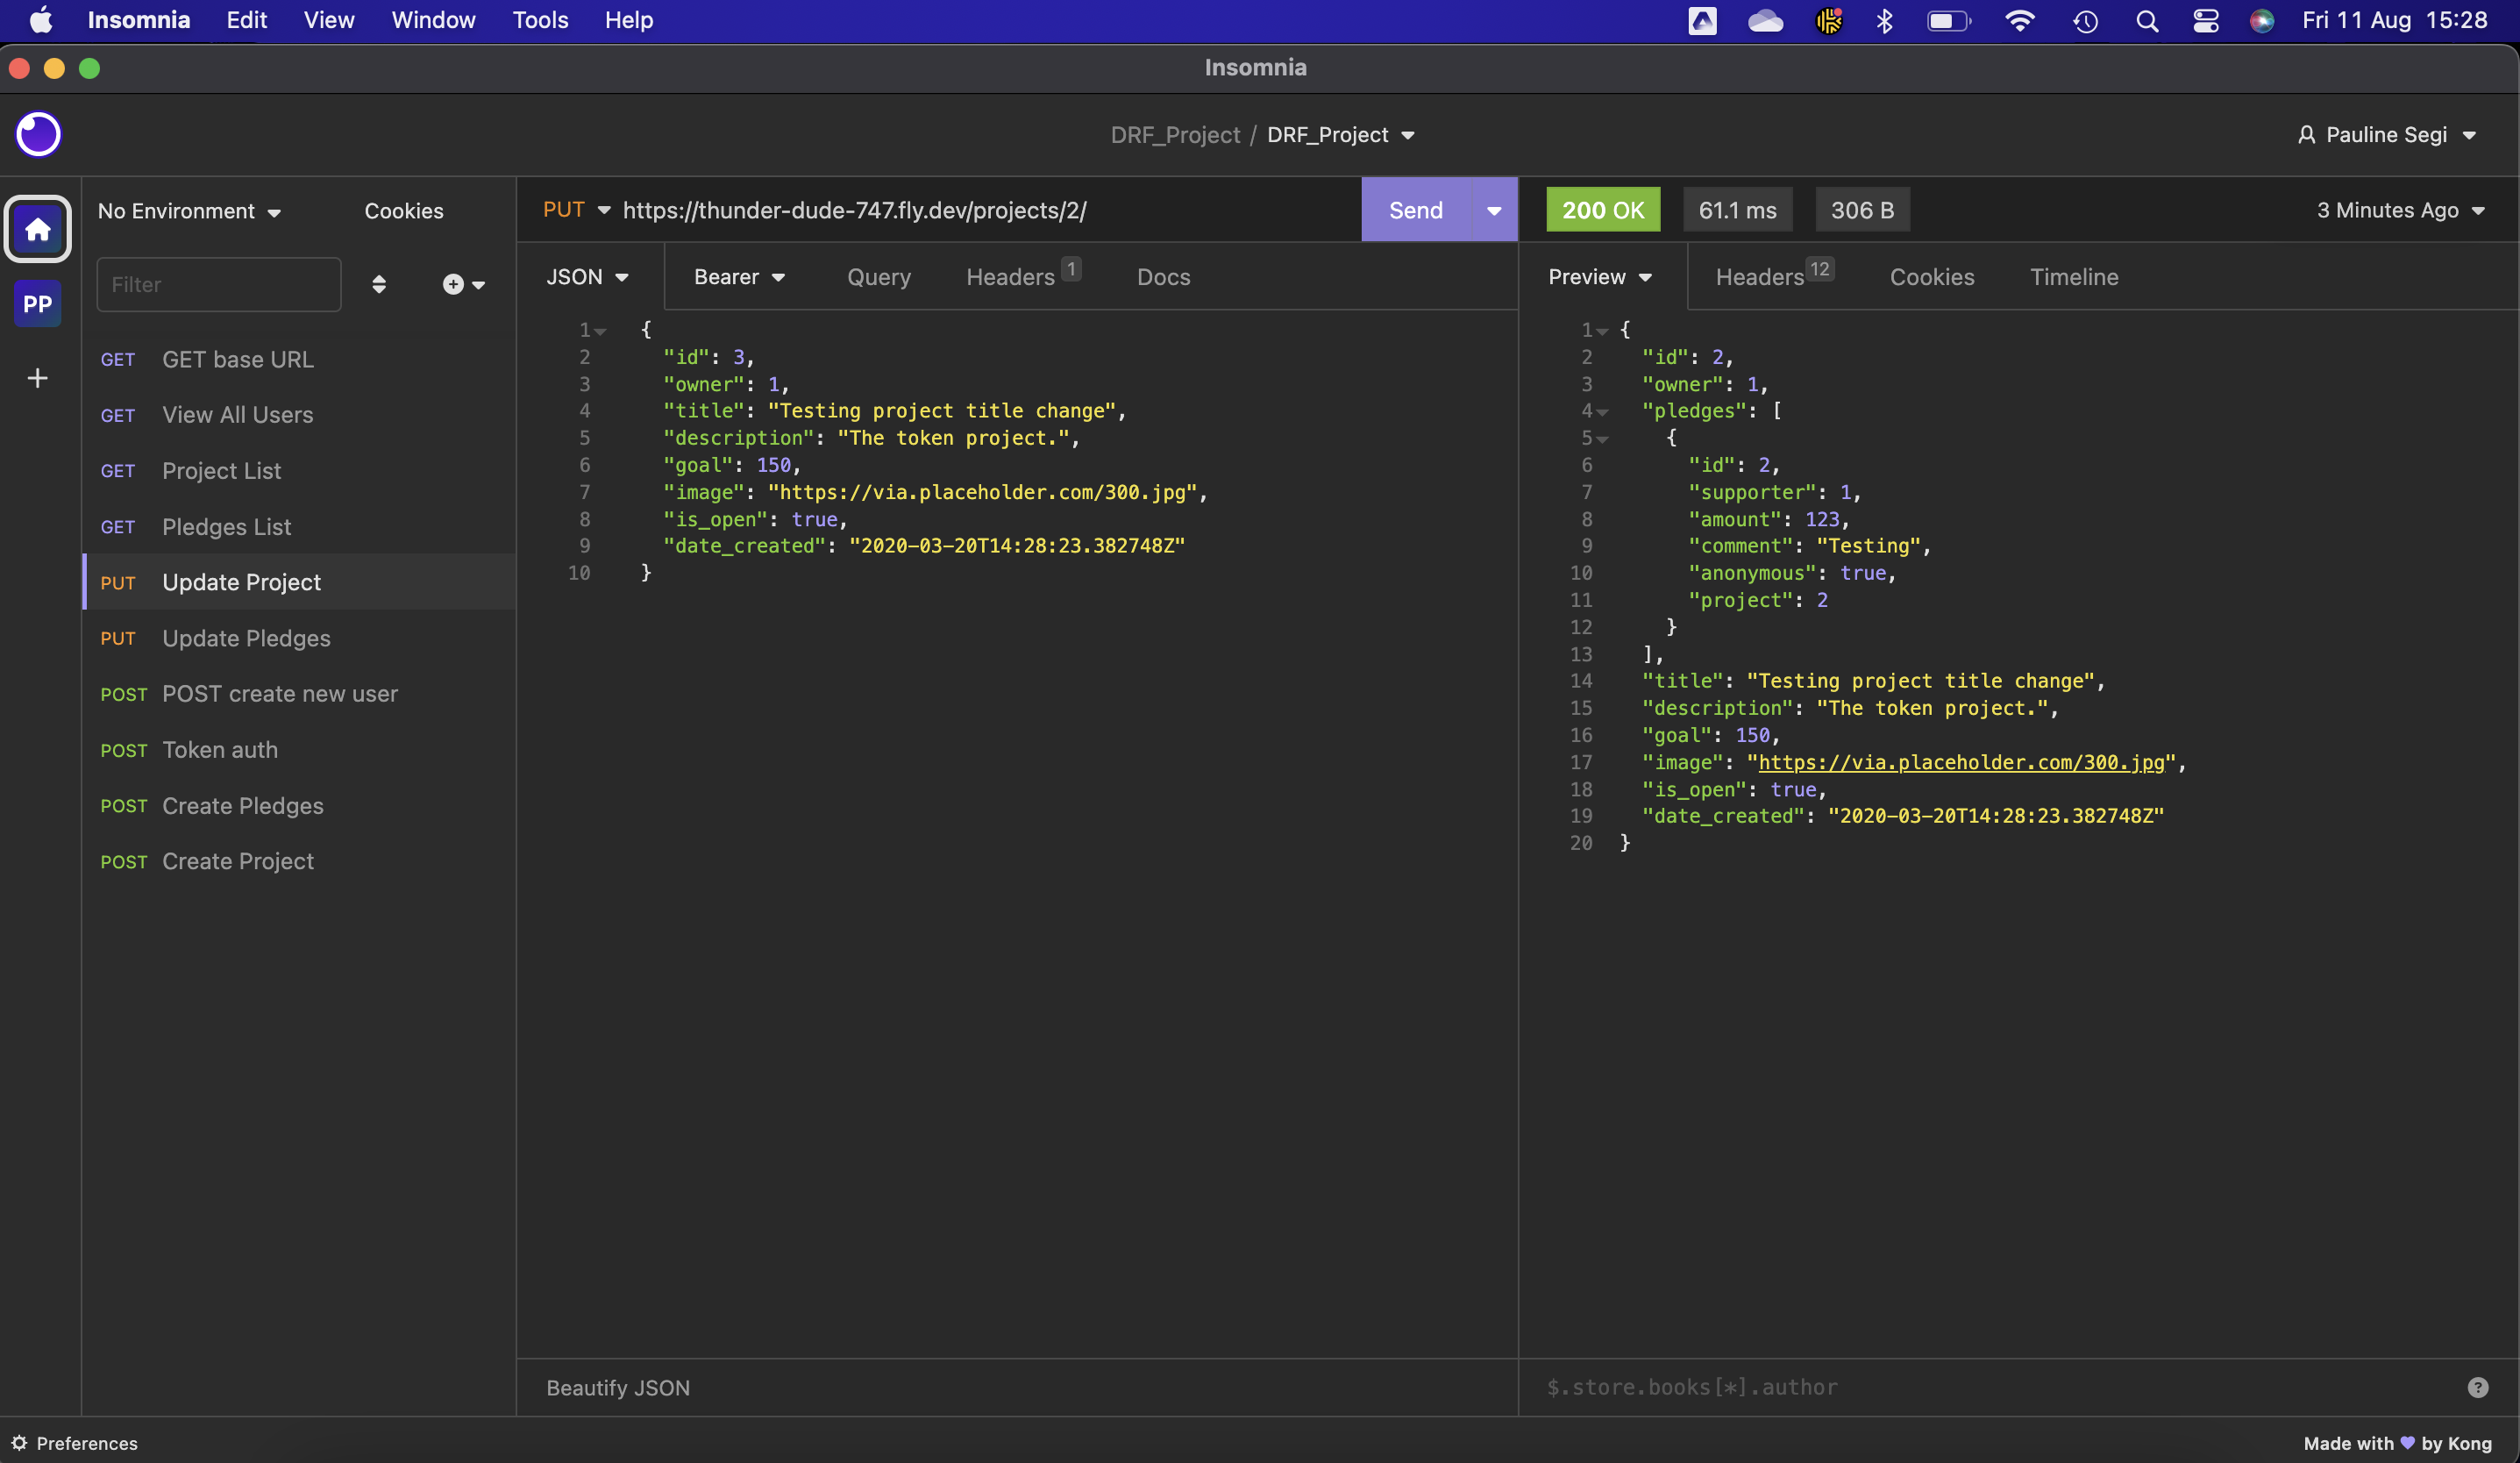 Insomnia Edit View Window Tools Help Fri 11 Aug 15:28
Insomnia
DRF_Project / DRF_Project Pauline Segi
No Environment Cookies
Filter
PP
GET GET base URL
GET View All Users
GET Project List
GET Pledges List
PUT Update Project
PUT Update Pledges
POST POST create new user
POST Token auth
POST Create Pledges
POST Create Project
PUT https://thunder-dude-747.fly.dev/projects/2/ Send
JSON Bearer Query Headers 1 Docs
1 {
2 "id": 3,
3 "owner": 1,
4 "title": "Testing project title change",
5 "description": "The token project.",
6 "goal": 150,
7 "image": "https://via.placeholder.com/300.jpg",
8 "is_open": true,
9 "date_created": "2020-03-20T14:28:23.382748Z"
10 }
Beautify JSON
200 OK 61.1 ms 306 B 3 Minutes Ago
Preview Headers 12 Cookies Timeline
1 {
2 "id": 2,
3 "owner": 1,
4 "pledges": [
5 {
6 "id": 2,
7 "supporter": 1,
8 "amount": 123,
9 "comment": "Testing",
10 "anonymous": true,
11 "project": 2
12 }
13 ],
14 "title": "Testing project title change",
15 "description": "The token project.",
16 "goal": 150,
17 "image": "https://via.placeholder.com/300.jpg",
18 "is_open": true,
19 "date_created": "2020-03-20T14:28:23.382748Z"
20 }
$.store.books[*].author ?
Preferences Made with 💜 by Kong